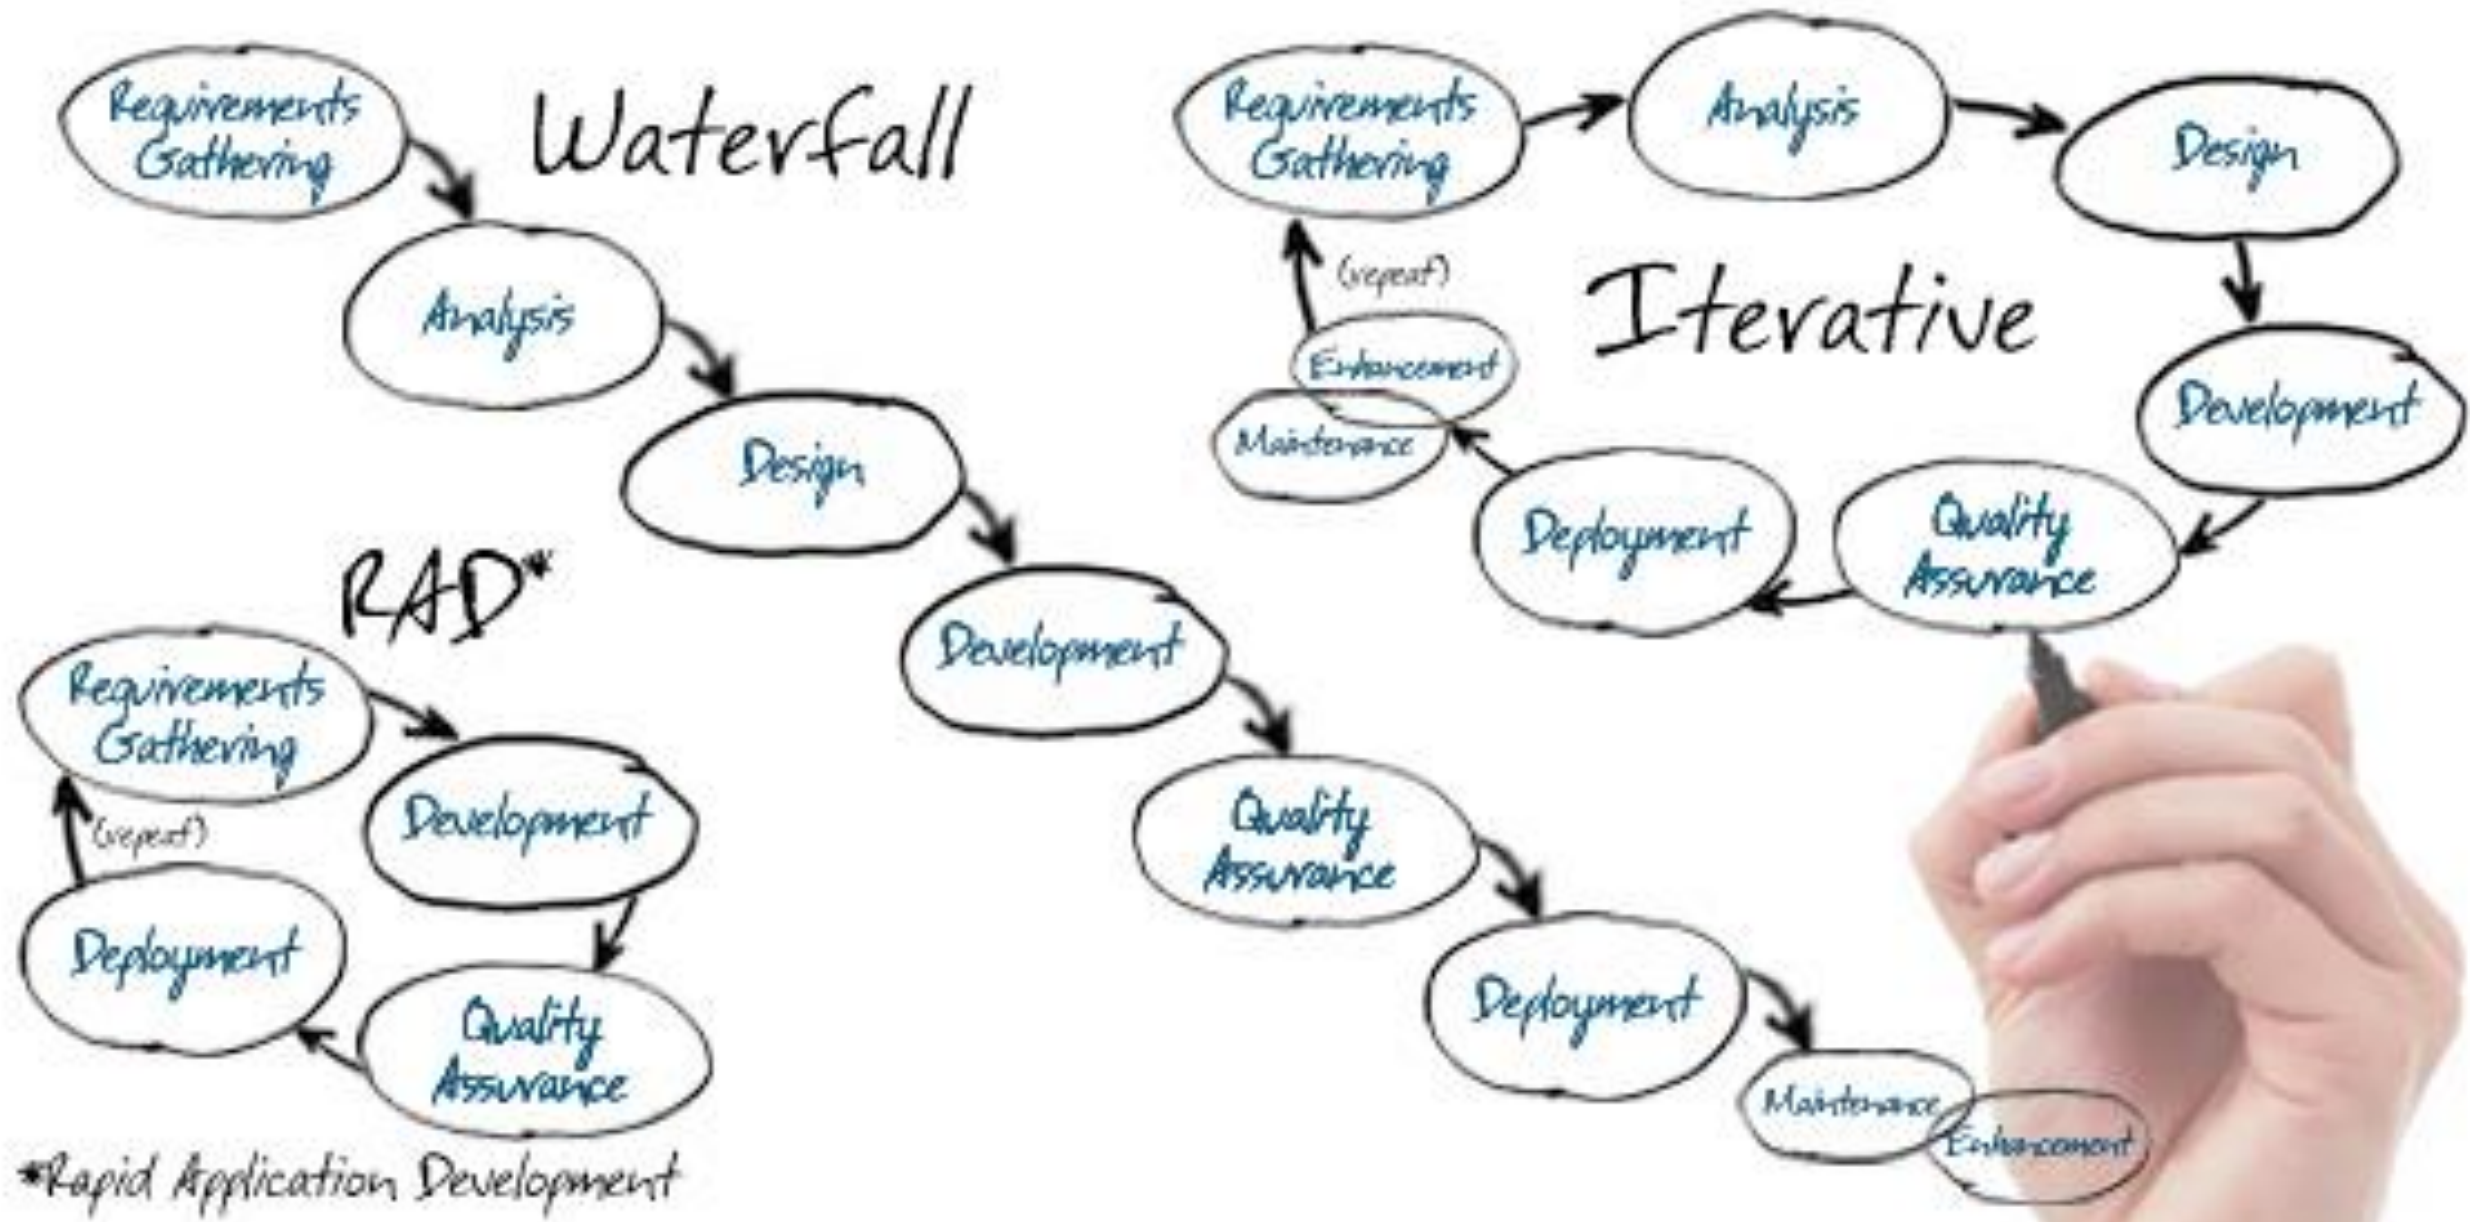 Waterfall
Requirements
Gathering
Analysis
Design
Development
Quality
Assurance
Deployment
Maintenance
Enhancement
Iterative
Requirements
Gathering
Analysis
Design
Development
Quality
Assurance
Deployment
Maintenance
Enhancement
(repeat)
RAD*
Requirements
Gathering
Development
Quality
Assurance
Deployment
(repeat)
*Rapid Application Development